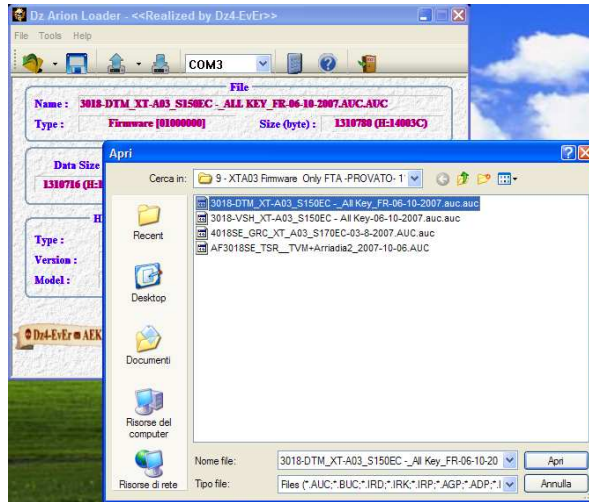 Dz Arion Loader - <<Realized by Dz4-EvEr>>
File Tools Help
COM3
File
Name : 3018-DTM_XT-A03_S150EC -_ALL KEY_FR-06-10-2007.AUC.AUC
Type : Firmware [01000000] Size (byte) : 1310780 (H:14003C)
Data Size
1310716 (H:1
Type :
Version :
Model :
Dz4-EvEr
Apri
Cerca in: 9 - XTA03 Firmware Only FTA -PROVATO- 1
3018-DTM_XT-A03_S150EC -_All Key_FR-06-10-2007.auc.auc
3018-VSH_XT-A03_S150EC - All Key-06-10-2007.auc.auc
4018SE_GRC_XT_A03_S170EC-03-8-2007.AUC.auc
AF3018SE_TSR__TVM+Arriadia2_2007-10-06.AUC
Recent
Desktop
Documenti
Risorse del
computer
Risorse di rete
Nome file: 3018-DTM_XT-A03_S150EC -_All Key_FR-06-10-20 Apri
Tipo file: Files (*.AUC;*.BUC;*.IRD;*.IRK;*.IRP;*.AGP;*.ADP;*.I Annulla